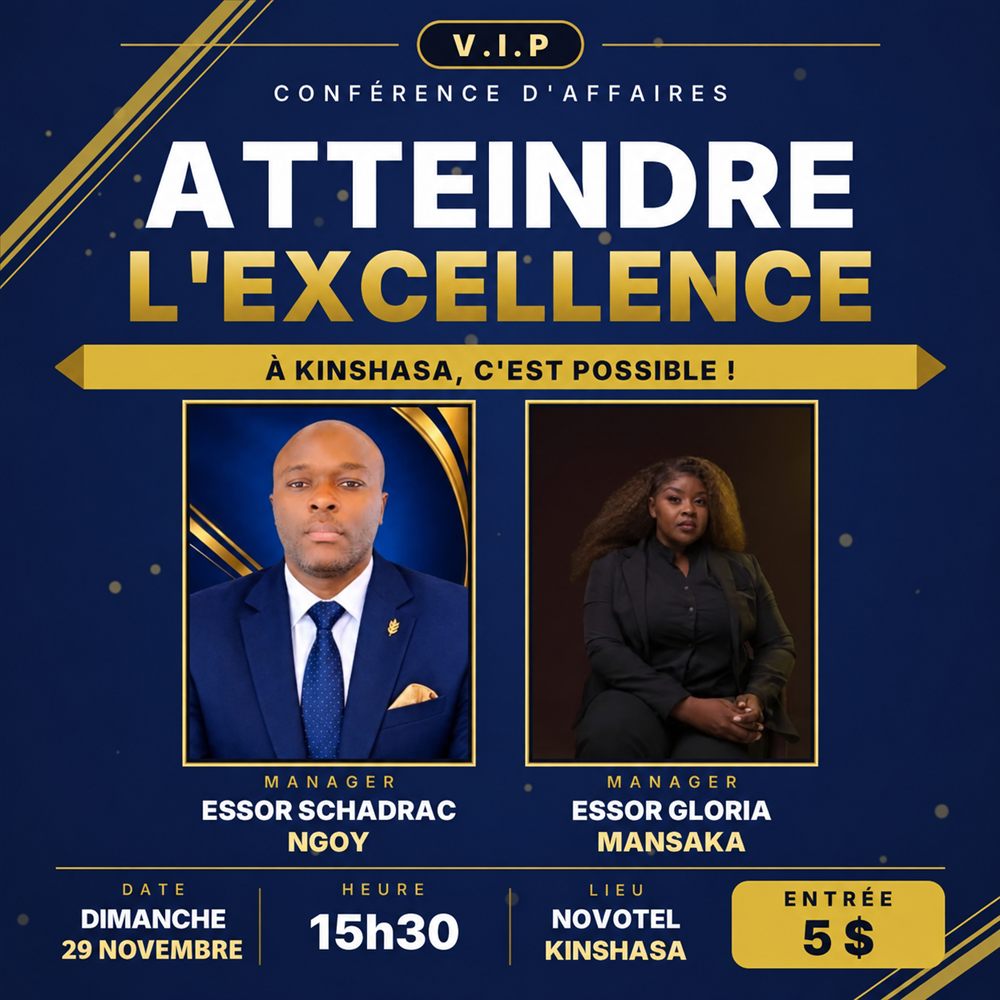 V.I.P
CONFÉRENCE D'AFFAIRES
ATTEINDRE
L'EXCELLENCE
À KINSHASA, C'EST POSSIBLE !
MANAGER
ESSOR SCHADRAC
NGOY
MANAGER
ESSOR GLORIA
MANSAKA
DATE
DIMANCHE
29 NOVEMBRE
HEURE
15h30
LIEU
NOVOTEL
KINSHASA
ENTRÉE
5 $